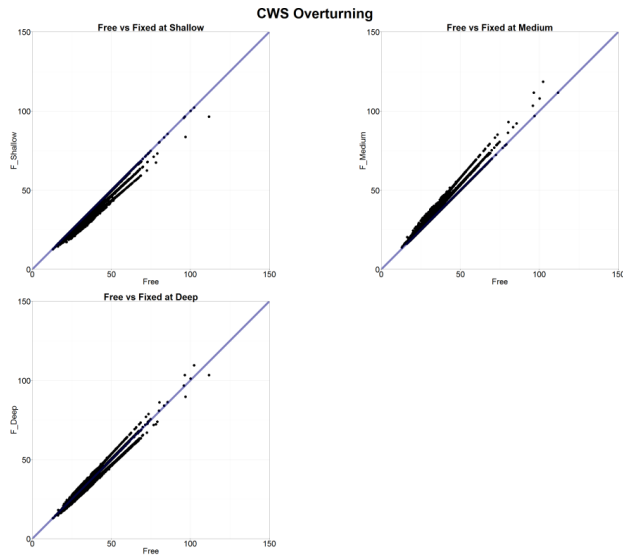 CWS Overturning
Free vs Fixed at Shallow
150
100
50
0
F_Shallow
0 50 100 150
Free
Free vs Fixed at Medium
150
100
50
0
F_Medium
0 50 100 150
Free
Free vs Fixed at Deep
150
100
50
0
F_Deep
0 50 100 150
Free